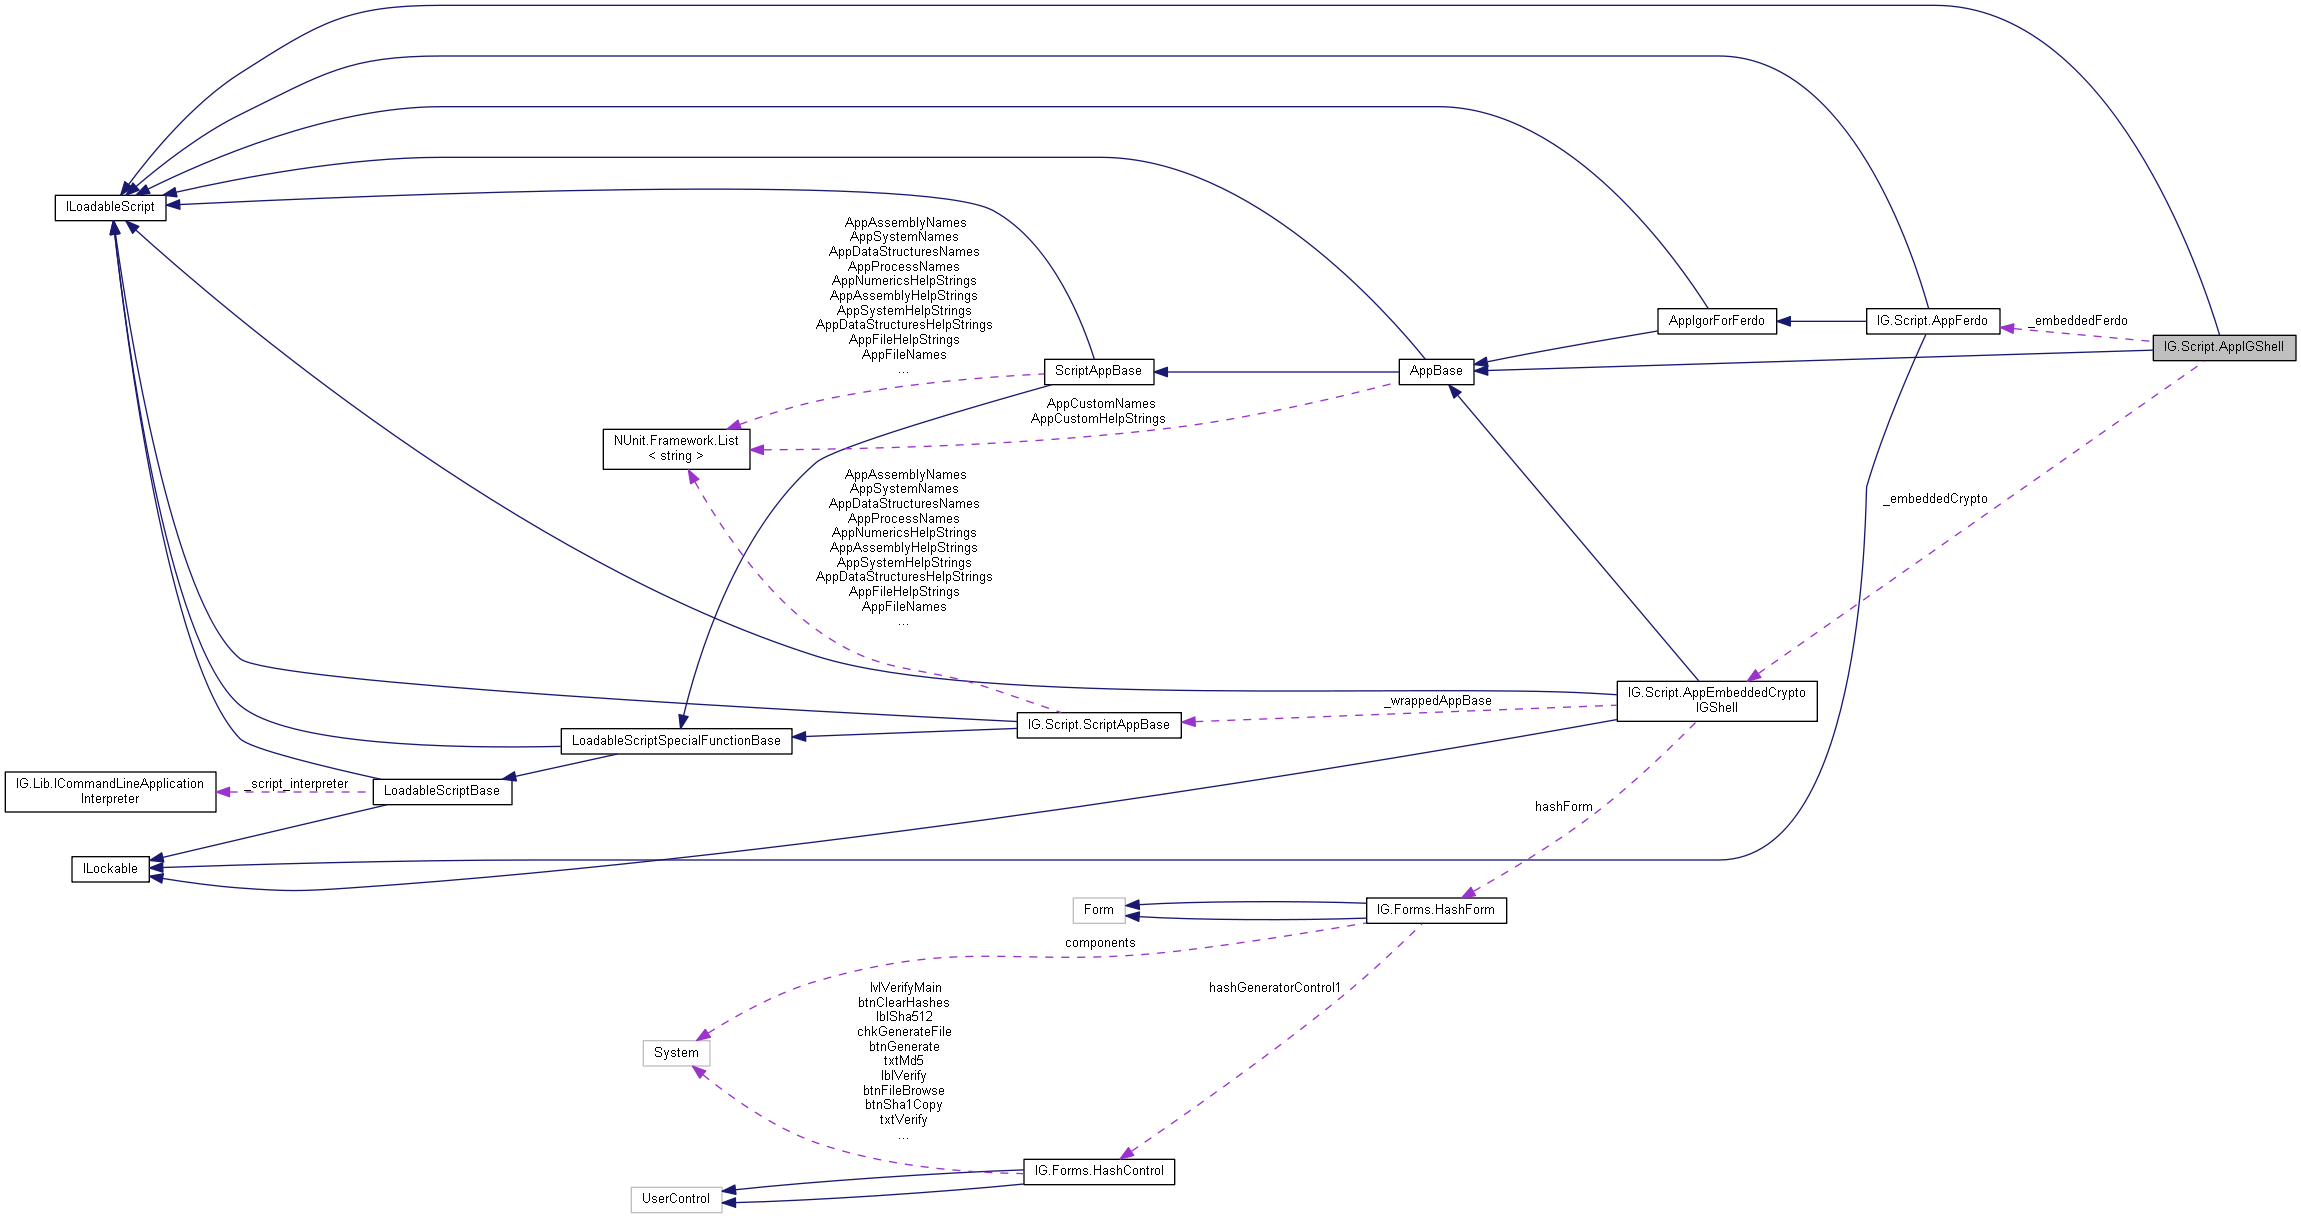 ILoadableScript
AppAssemblyNames
AppSystemNames
AppDataStructuresNames
AppProcessNames
AppNumericsHelpStrings
AppAssemblyHelpStrings
AppSystemHelpStrings
AppDataStructuresHelpStrings
AppFileHelpStrings
AppFileNames
...
AppIgorForFerdo
IG.Script.AppFerdo
_embeddedFerdo
IG.Script.AppIGShell
ScriptAppBase
AppBase
AppCustomNames
AppCustomHelpStrings
NUnit.Framework.List
< string >
AppAssemblyNames
AppSystemNames
AppDataStructuresNames
AppProcessNames
AppNumericsHelpStrings
AppAssemblyHelpStrings
AppSystemHelpStrings
AppDataStructuresHelpStrings
AppFileHelpStrings
AppFileNames
...
_embeddedCrypto
IG.Script.AppEmbeddedCrypto
IGShell
_wrappedAppBase
IG.Script.ScriptAppBase
LoadableScriptSpecialFunctionBase
IG.Lib.ICommandLineApplication
Interpreter
_script_interpreter
LoadableScriptBase
hashForm
ILockable
Form
IG.Forms.HashForm
components
hashGeneratorControl1
lvlVerifyMain
btnClearHashes
lblSha512
chkGenerateFile
btnGenerate
txtMd5
lblVerify
btnFileBrowse
btnSha1Copy
txtVerify
...
System
IG.Forms.HashControl
UserControl